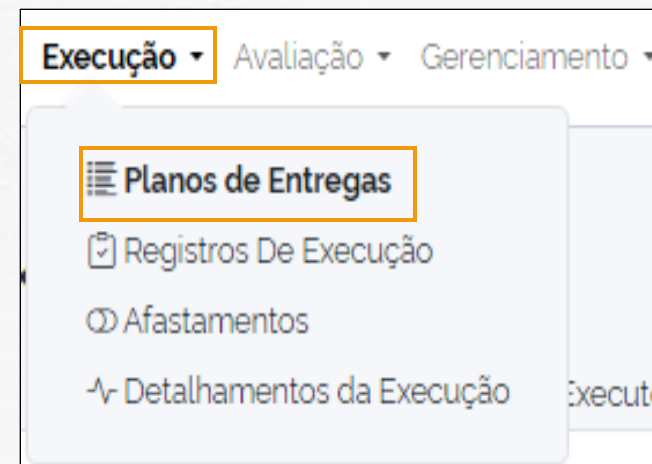 Execução Avaliação Gerenciamento
Planos de Entregas
Registros De Execução
Afastamentos
Detalhamentos da Execução